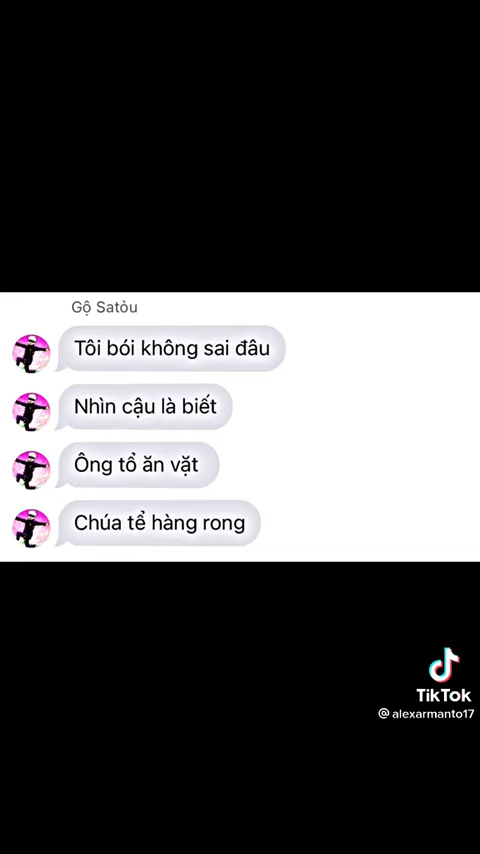 Gộ Satỏu
Tôi bói không sai đâu
Nhìn cậu là biết
Ông tổ ăn vặt
Chúa tể hàng rong
TikTok
@alexarmanto17